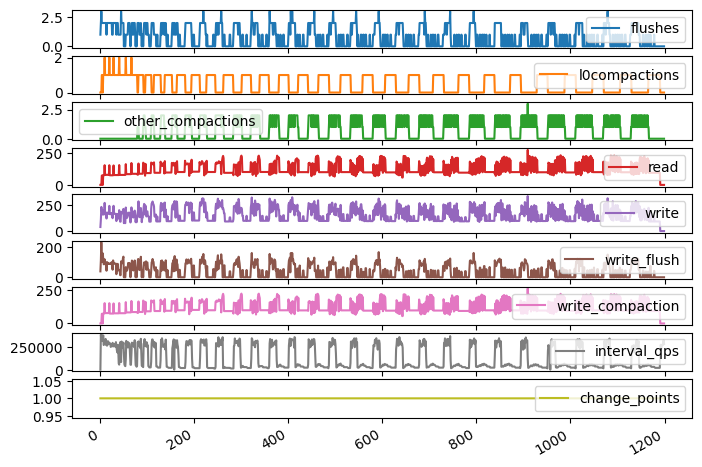 2.5
flushes
0.0
2
l0compactions
0
2.5
other_compactions
0.0
250
read
0
250
write
0
200
write_flush
0
250
write_compaction
0
250000
interval_qps
0
1.05
1.00
change_points
0.95
0 200 400 600 800 1000 1200